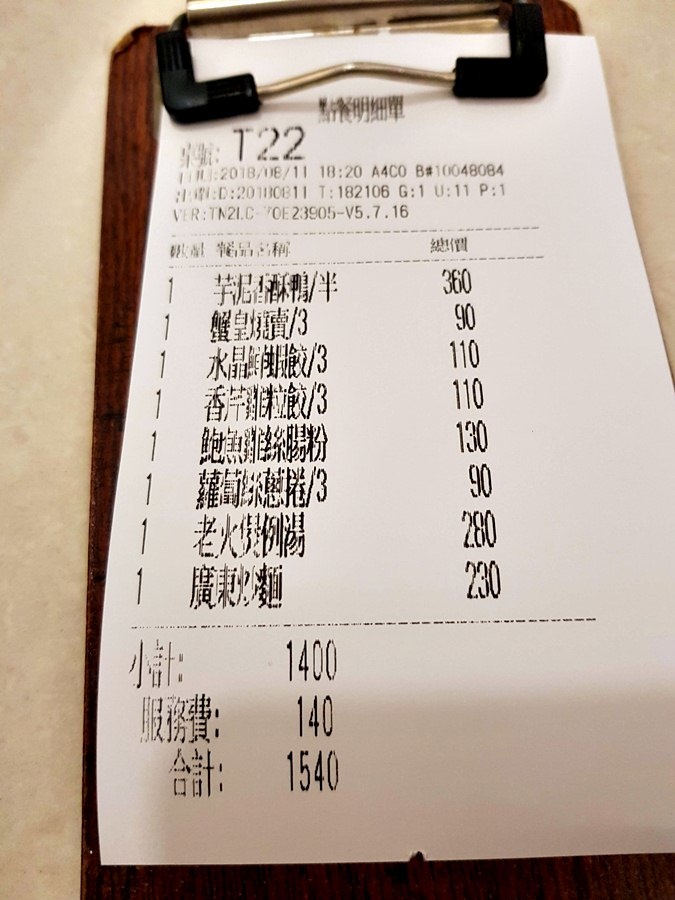 點餐明細單
桌號: T22
日期:2018/08/11 18:20 A4C0 B#10048084
出單:D:20180811 T:182106 G:1 U:11 P:1
VER:TN2LC-70E23905-V5.7.16
數量 餐品名稱 總價
1 芋泥香酥鴨/半 360
1 蟹皇燒賣/3 90
1 水晶鮮蝦餃/3 110
1 香芹雞粒餃/3 110
1 鮑魚雞絲腸粉 130
1 蘿蔔絲蔥捲/3 90
1 老火煲例湯 280
1 廣東炒麵 230
小計: 1400
服務費: 140
合計: 1540